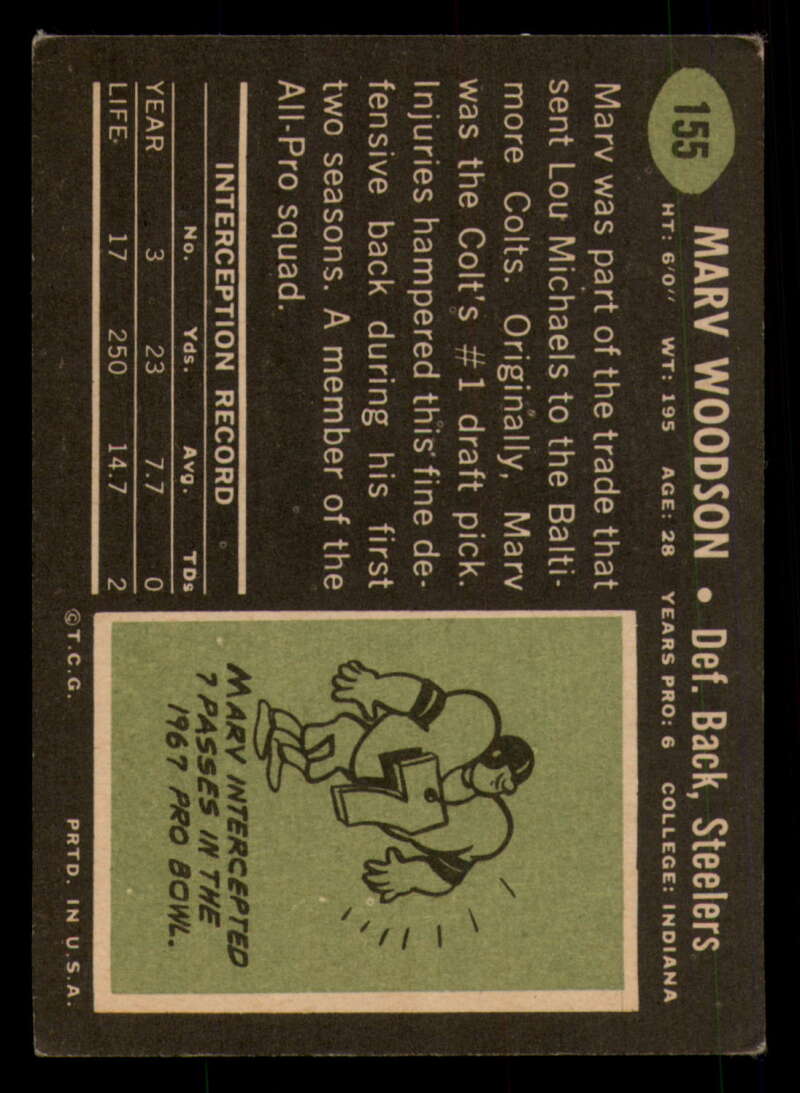 155
MARV WOODSON • Def. Back, Steelers
HT: 6'0" WT: 195 AGE: 28 YEARS PRO: 6 COLLEGE: INDIANA
Marv was part of the trade that
sent Lou Michaels to the Balti-
more Colts. Originally, Marv
was the Colt's #1 draft pick.
Injuries hampered this fine de-
fensive back during his first
two seasons. A member of the
All-Pro squad.
INTERCEPTION RECORD
No. Yds. Avg. TDs
YEAR 3 23 7.7 0
LIFE 17 250 14.7 2
MARV INTERCEPTED
7 PASSES IN THE
1967 PRO BOWL.
©T.C.G. PRTD. IN U.S.A.